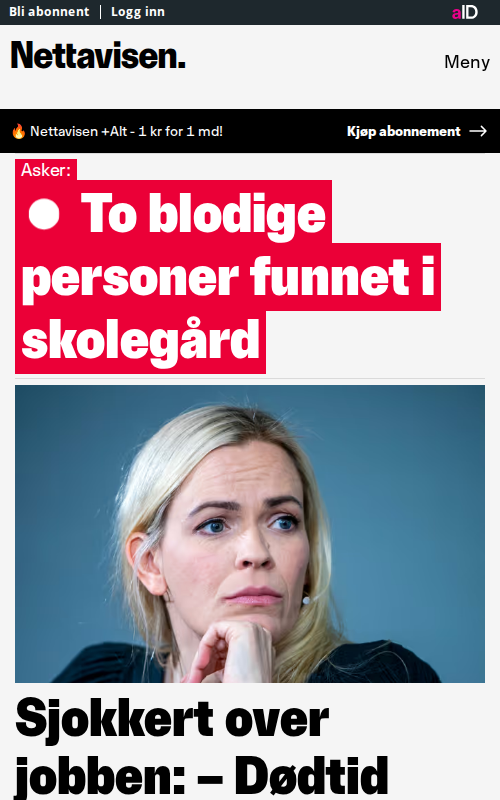 Bli abonnent | Logg inn
aID
Nettavisen.
Meny
🔥 Nettavisen +Alt - 1 kr for 1 md!
Kjøp abonnement →
Asker:
To blodige
personer funnet i
skolegård
Sjokkert over
jobben: – Dødtid